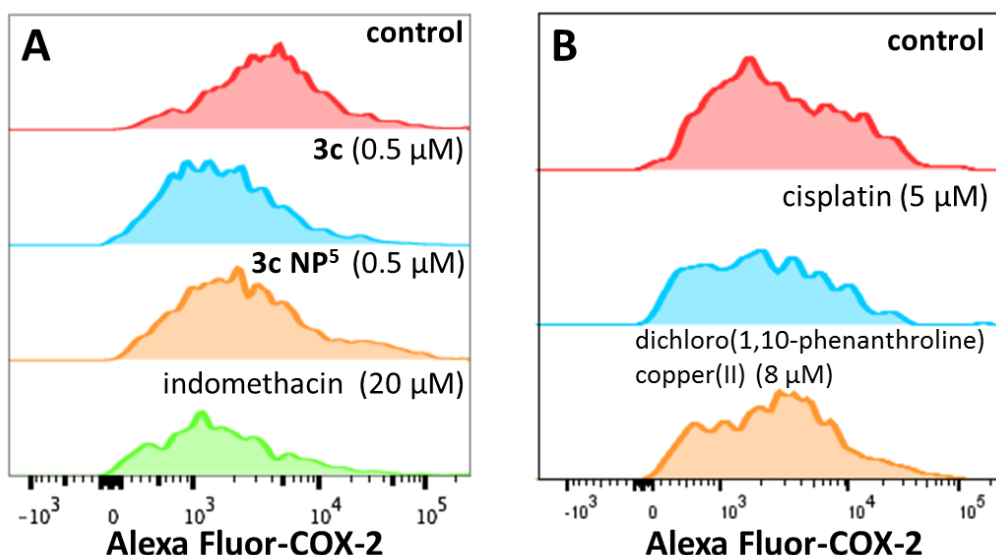 A
control
3c (0.5 µM)
3c NP⁵ (0.5 µM)
indomethacin (20 µM)
-10³ 0 10³ 10⁴ 10⁵
Alexa Fluor-COX-2
B
control
cisplatin (5 µM)
dichloro(1,10-phenanthroline)
copper(II) (8 µM)
-10³ 0 10³ 10⁴ 10⁵
Alexa Fluor-COX-2